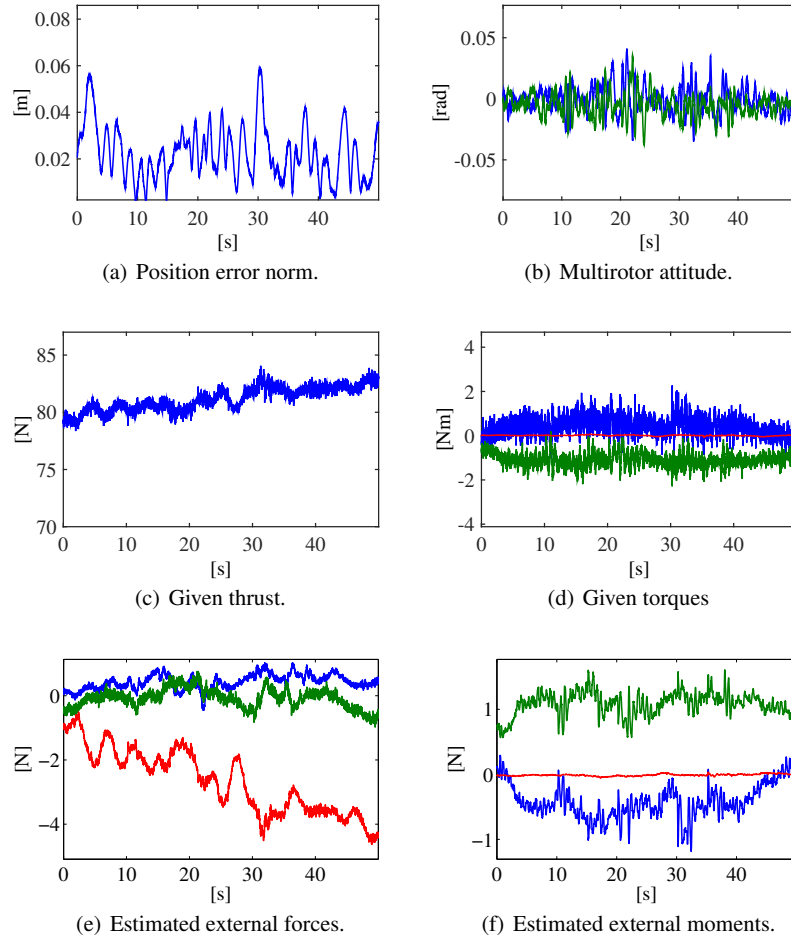 0.08
0.06
0.04
0.02
[m]
0 10 20 30 40
[s]
(a) Position error norm.
0.05
0
-0.05
[rad]
0 10 20 30 40
[s]
(b) Multirotor attitude.
85
80
75
70
[N]
0 10 20 30 40
[s]
(c) Given thrust.
4
2
0
-2
-4
[Nm]
0 10 20 30 40
[s]
(d) Given torques
0
−2
−4
[N]
0 10 20 30 40
[s]
(e) Estimated external forces.
1
0
−1
[N]
0 10 20 30 40
[s]
(f) Estimated external moments.